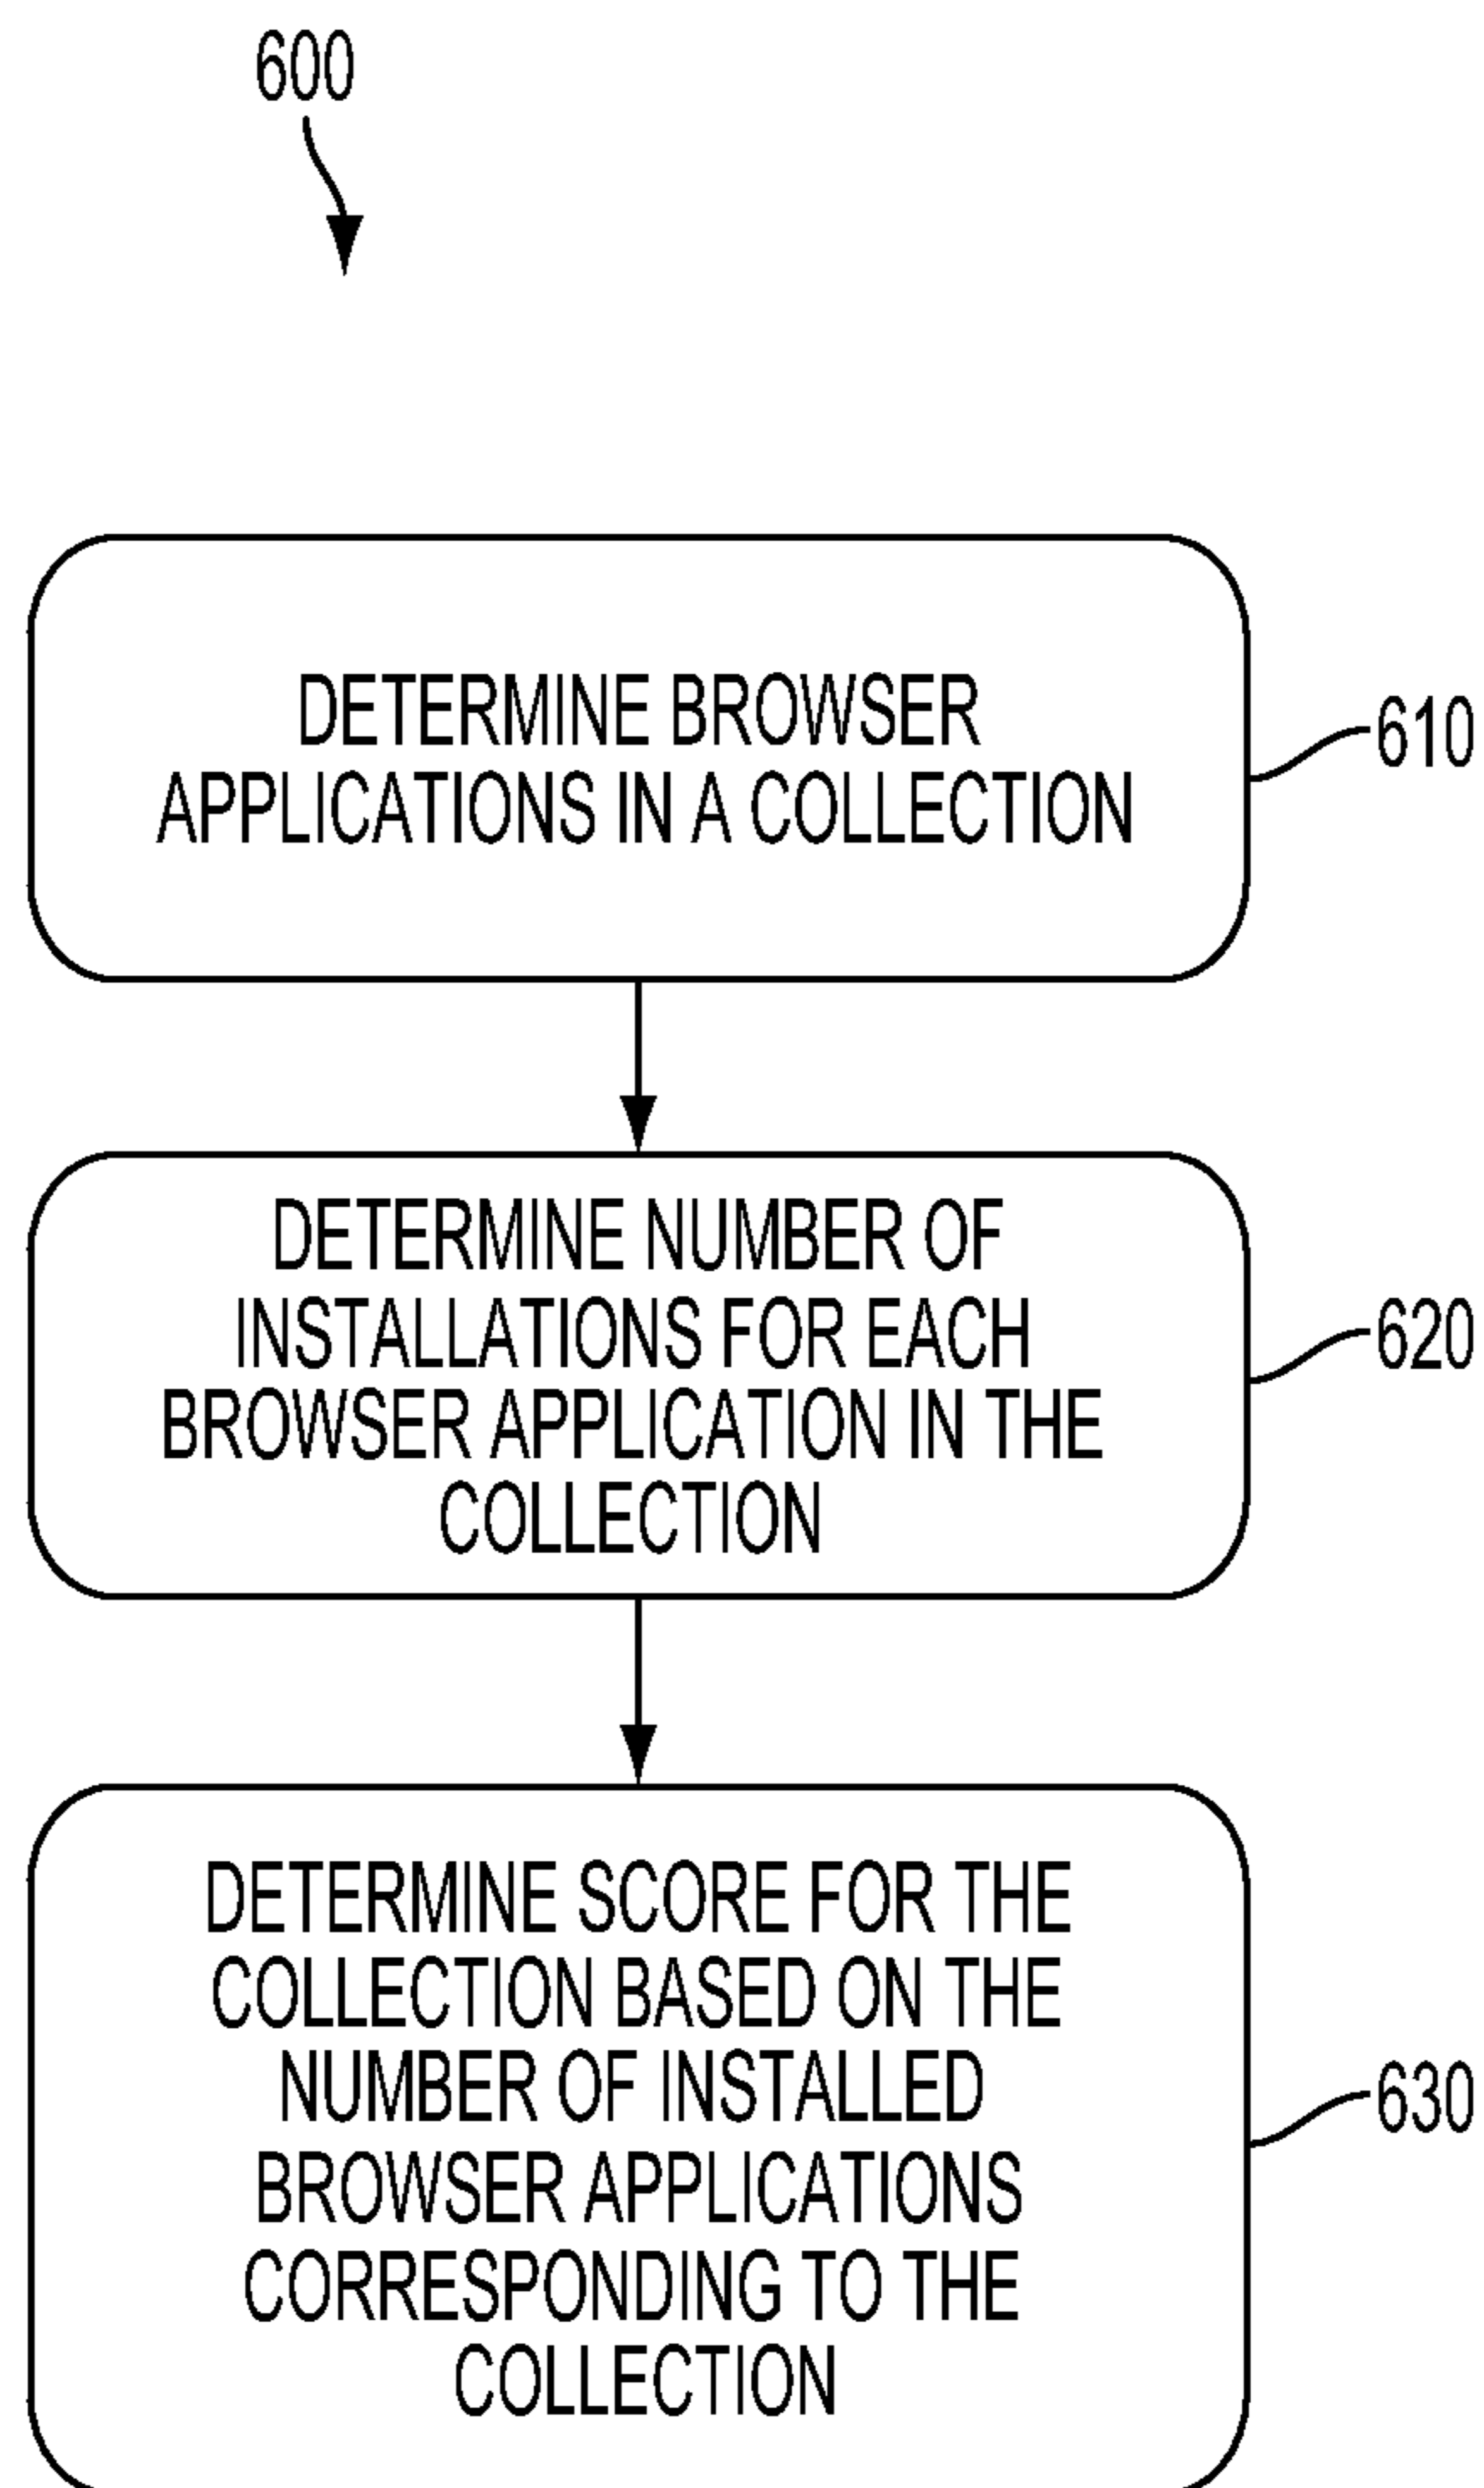 600
DETERMINE BROWSER
APPLICATIONS IN A COLLECTION
610
DETERMINE NUMBER OF
INSTALLATIONS FOR EACH
BROWSER APPLICATION IN THE
COLLECTION
620
DETERMINE SCORE FOR THE
COLLECTION BASED ON THE
NUMBER OF INSTALLED
BROWSER APPLICATIONS
CORRESPONDING TO THE
COLLECTION
630